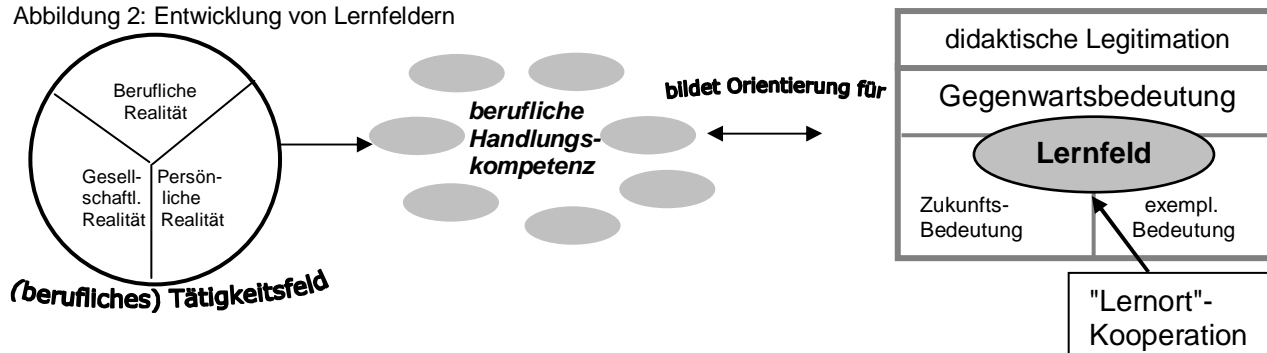 Abbildung 2: Entwicklung von Lernfeldern
Berufliche
Realität
Gesell-
schaftl.
Realität
Persön-
liche
Realität
(berufliches) Tätigkeitsfeld
berufliche
Handlungs-
kompetenz
bildet Orientierung für
didaktische Legitimation
Gegenwartsbedeutung
Lernfeld
Zukunfts-
Bedeutung
exempl.
Bedeutung
"Lernort"-
Kooperation